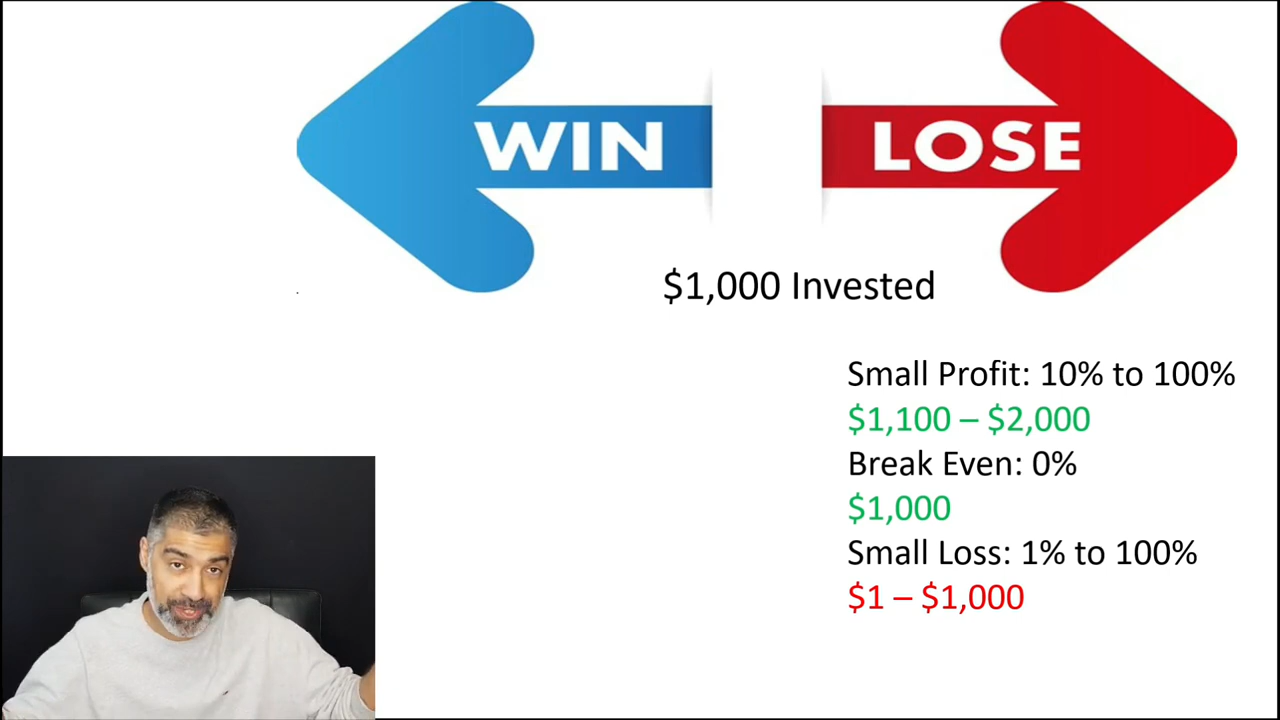 WIN
LOSE
$1,000 Invested
Small Profit: 10% to 100%
$1,100 – $2,000
Break Even: 0%
$1,000
Small Loss: 1% to 100%
$1 – $1,000